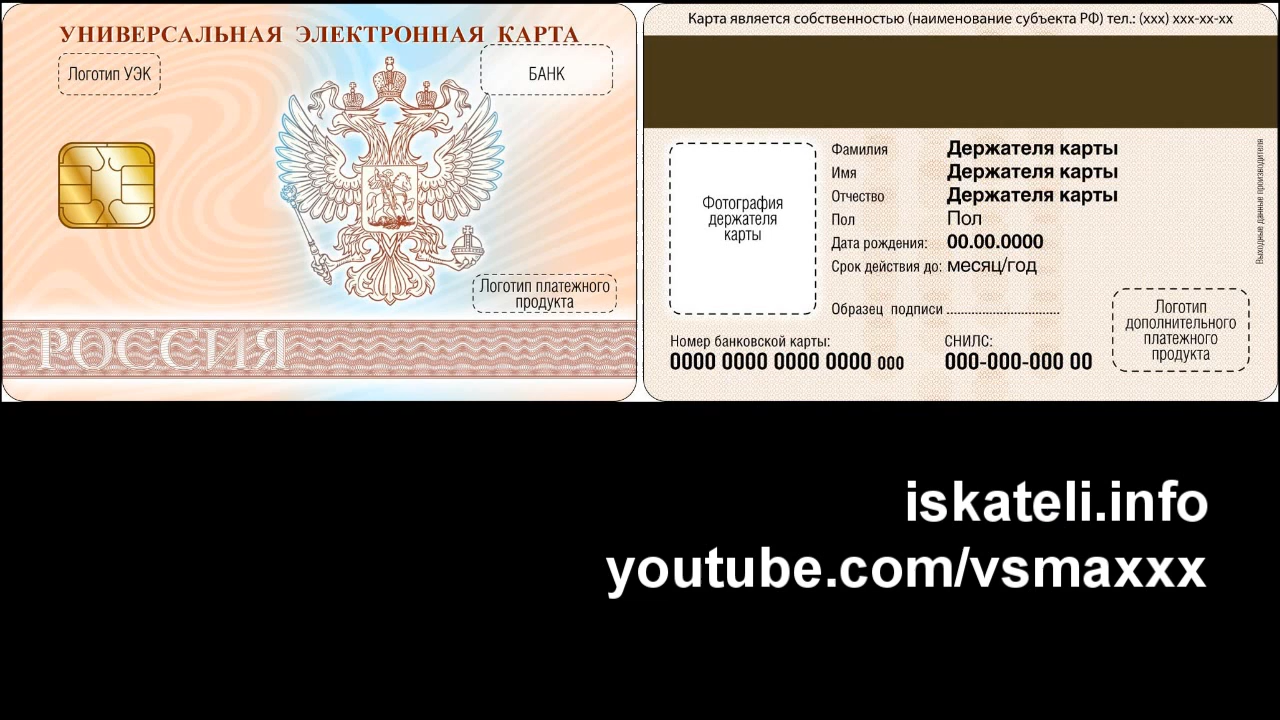 УНИВЕРСАЛЬНАЯ ЭЛЕКТРОННАЯ КАРТА
Логотип УЭК
БАНК
Логотип платежного
продукта
РОССИЯ
Карта является собственностью (наименование субъекта РФ) тел.: (xxx) xxx-xx-xx
Фотография
держателя
карты
Фамилия Держателя карты
Имя Держателя карты
Отчество Держателя карты
Пол Пол
Дата рождения: 00.00.0000
Срок действия до: месяц/год
Образец подписи ..............................
Выходные данные производителя
Номер банковской карты:
0000 0000 0000 0000 000
СНИЛС:
000-000-000 00
Логотип
дополнительного
платежного
продукта
iskateli.info
youtube.com/vsmaxxx